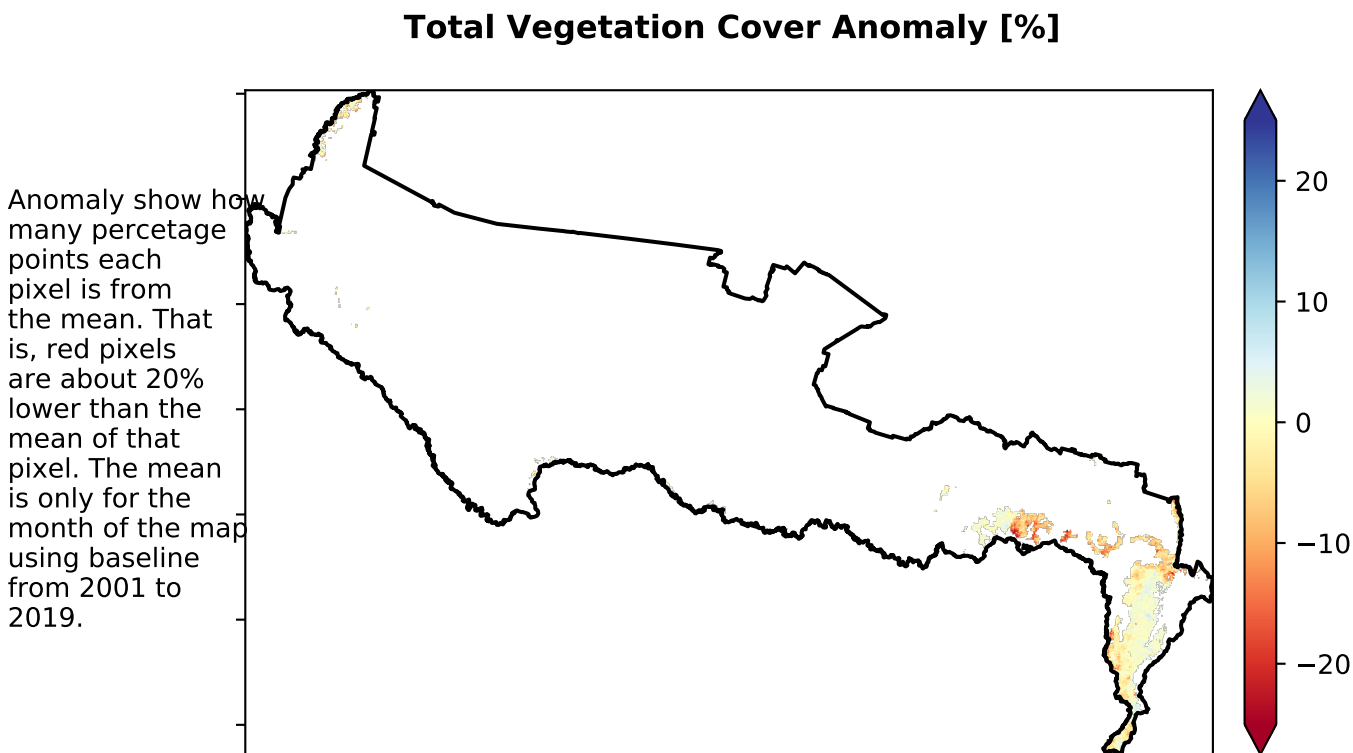 Total Vegetation Cover Anomaly [%]
Anomaly show how
many percetage
points each
pixel is from
the mean. That
is, red pixels
are about 20%
lower than the
mean of that
pixel. The mean
is only for the
month of the map
using baseline
from 2001 to
2019.
20
10
0
−10
−20